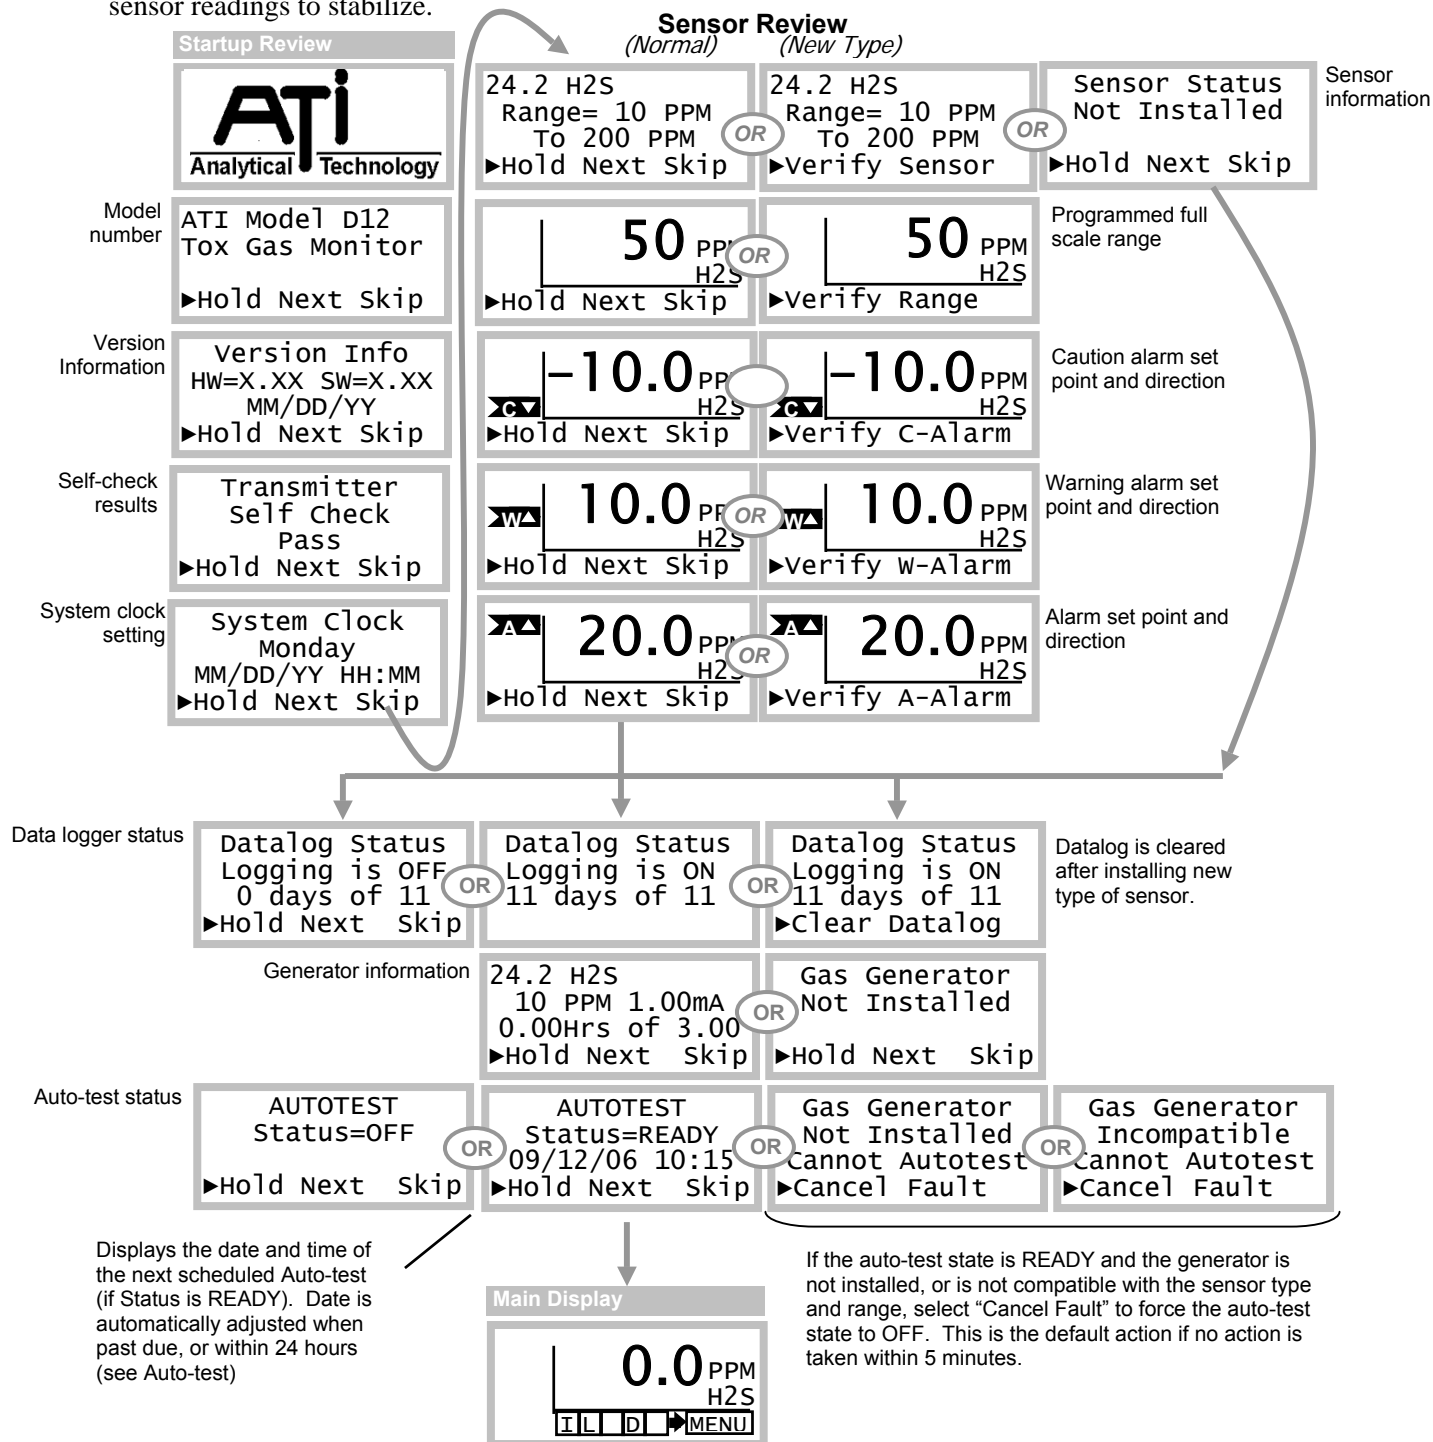 sensor readings to stabilize.
Sensor Review
Startup Review
(Normal)
(New Type)
ATi
Analytical Technology
24.2 H2S
Range= 10 PPM
To 200 PPM
►Hold Next Skip
OR
24.2 H2S
Range= 10 PPM
To 200 PPM
►Verify Sensor
OR
Sensor Status
Not Installed
►Hold Next Skip
Sensor
information
Model
number
ATI Model D12
Tox Gas Monitor
►Hold Next Skip
50 PPM
H2S
►Hold Next Skip
OR
50 PPM
H2S
►Verify Range
Programmed full
scale range
Version
Information
Version Info
HW=X.XX SW=X.XX
MM/DD/YY
►Hold Next Skip
-10.0 PPM
C▼ H2S
►Hold Next Skip
-10.0 PPM
C▼ H2S
►Verify C-Alarm
Caution alarm set
point and direction
Self-check
results
Transmitter
Self Check
Pass
►Hold Next Skip
10.0 PPM
W▲ H2S
►Hold Next Skip
OR
10.0 PPM
W▲ H2S
►Verify W-Alarm
Warning alarm set
point and direction
System clock
setting
System Clock
Monday
MM/DD/YY HH:MM
►Hold Next Skip
A▲ 20.0 PPM
H2S
►Hold Next Skip
OR
A▲ 20.0 PPM
H2S
►Verify A-Alarm
Alarm set point and
direction
Data logger status
Datalog Status
Logging is OFF
0 days of 11
►Hold Next Skip
OR
Datalog Status
Logging is ON
11 days of 11
OR
Datalog Status
Logging is ON
11 days of 11
►Clear Datalog
Datalog is cleared
after installing new
type of sensor.
Generator information
24.2 H2S
10 PPM 1.00mA
0.00Hrs of 3.00
►Hold Next Skip
OR
Gas Generator
Not Installed
►Hold Next Skip
Auto-test status
AUTOTEST
Status=OFF
►Hold Next Skip
OR
AUTOTEST
Status=READY
09/12/06 10:15
►Hold Next Skip
OR
Gas Generator
Not Installed
Cannot Autotest
►Cancel Fault
OR
Gas Generator
Incompatible
Cannot Autotest
►Cancel Fault
Displays the date and time of
the next scheduled Auto-test
(if Status is READY). Date is
automatically adjusted when
past due, or within 24 hours
(see Auto-test)
If the auto-test state is READY and the generator is
not installed, or is not compatible with the sensor type
and range, select “Cancel Fault” to force the auto-test
state to OFF. This is the default action if no action is
taken within 5 minutes.
Main Display
0.0 PPM
H2S
I L D MENU